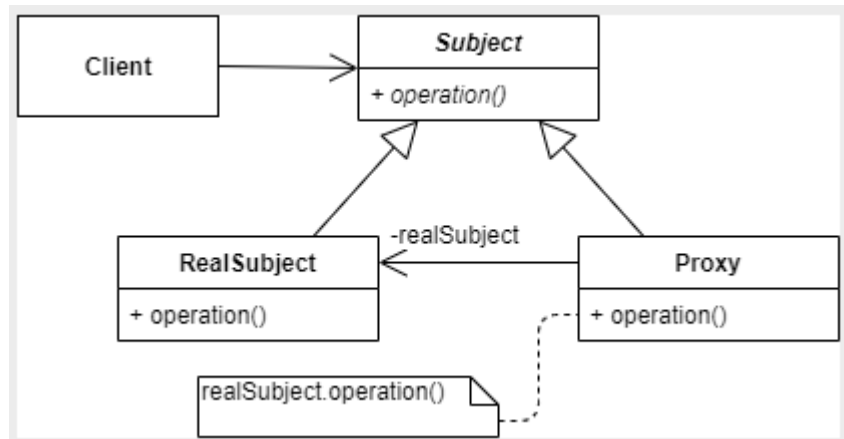 Client
Subject
+ operation()
-realSubject
RealSubject
+ operation()
Proxy
+ operation()
realSubject.operation()